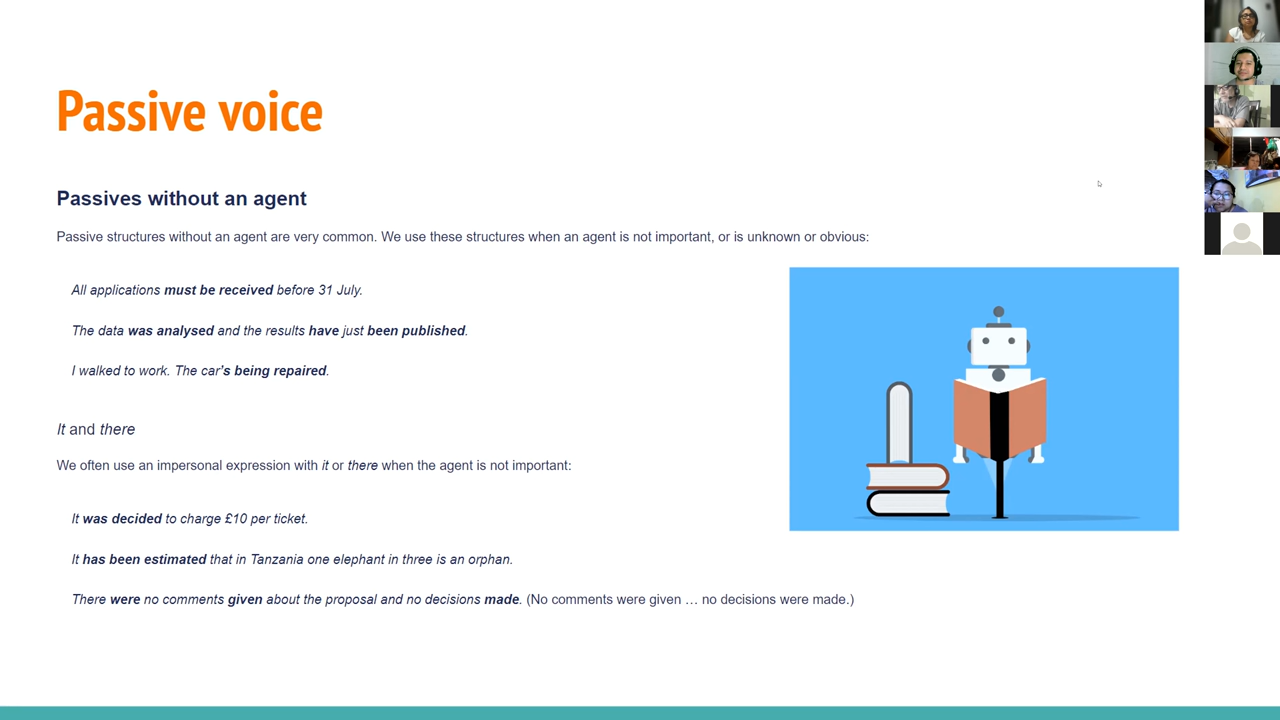 Passive voice
Passives without an agent
Passive structures without an agent are very common. We use these structures when an agent is not important, or is unknown or obvious:
All applications must be received before 31 July.
The data was analysed and the results have just been published.
I walked to work. The car's being repaired.
It and there
We often use an impersonal expression with it or there when the agent is not important:
It was decided to charge £10 per ticket.
It has been estimated that in Tanzania one elephant in three is an orphan.
There were no comments given about the proposal and no decisions made. (No comments were given … no decisions were made.)